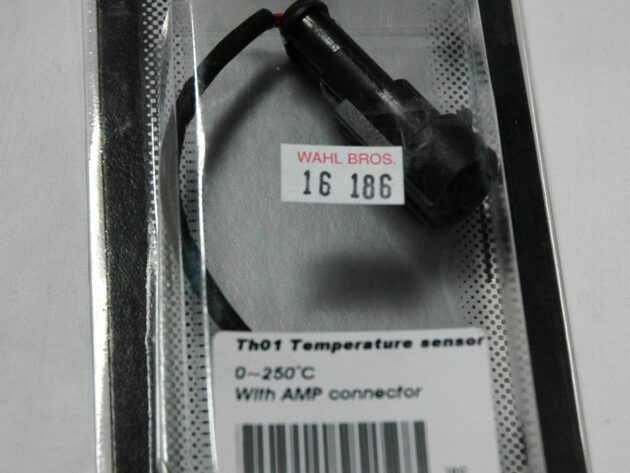 WAHL BROS.
16 186
Th01 Temperature sensor
0~250°C
With AMP connector